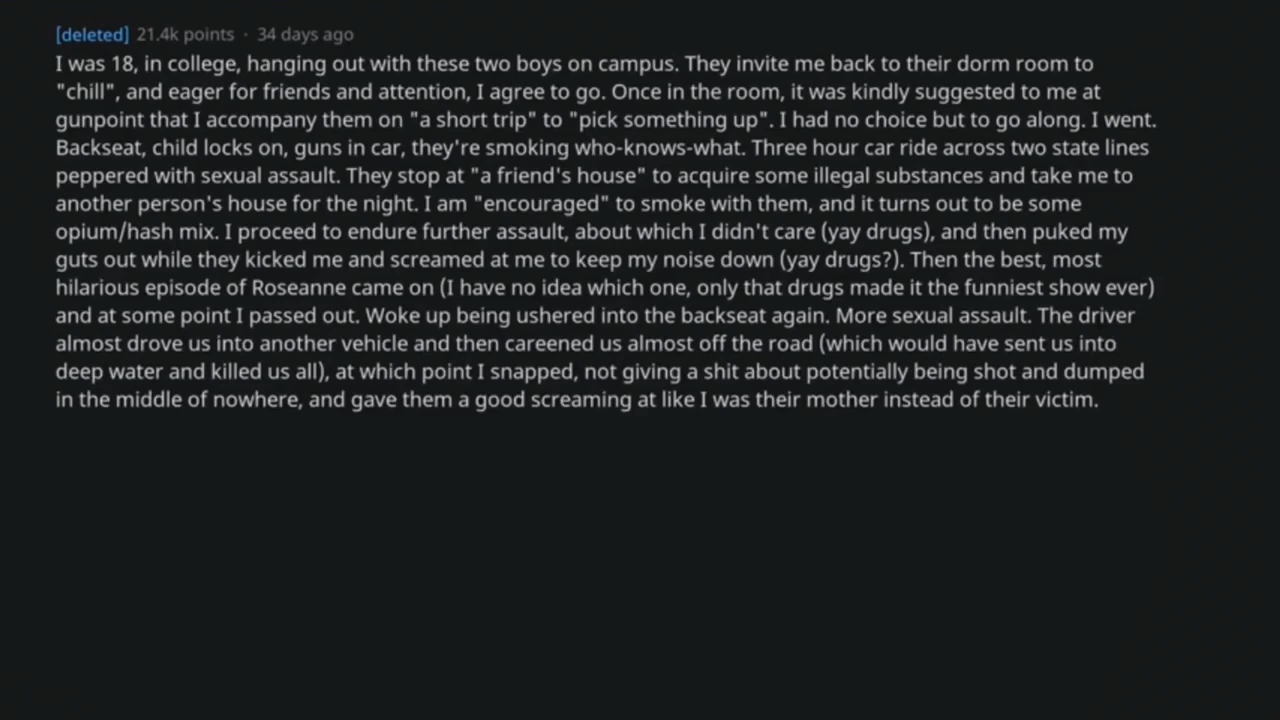 [deleted] 21.4k points · 34 days ago
I was 18, in college, hanging out with these two boys on campus. They invite me back to their dorm room to
"chill", and eager for friends and attention, I agree to go. Once in the room, it was kindly suggested to me at
gunpoint that I accompany them on "a short trip" to "pick something up". I had no choice but to go along. I went.
Backseat, child locks on, guns in car, they're smoking who-knows-what. Three hour car ride across two state lines
peppered with sexual assault. They stop at "a friend's house" to acquire some illegal substances and take me to
another person's house for the night. I am "encouraged" to smoke with them, and it turns out to be some
opium/hash mix. I proceed to endure further assault, about which I didn't care (yay drugs), and then puked my
guts out while they kicked me and screamed at me to keep my noise down (yay drugs?). Then the best, most
hilarious episode of Roseanne came on (I have no idea which one, only that drugs made it the funniest show ever)
and at some point I passed out. Woke up being ushered into the backseat again. More sexual assault. The driver
almost drove us into another vehicle and then careened us almost off the road (which would have sent us into
deep water and killed us all), at which point I snapped, not giving a shit about potentially being shot and dumped
in the middle of nowhere, and gave them a good screaming at like I was their mother instead of their victim.